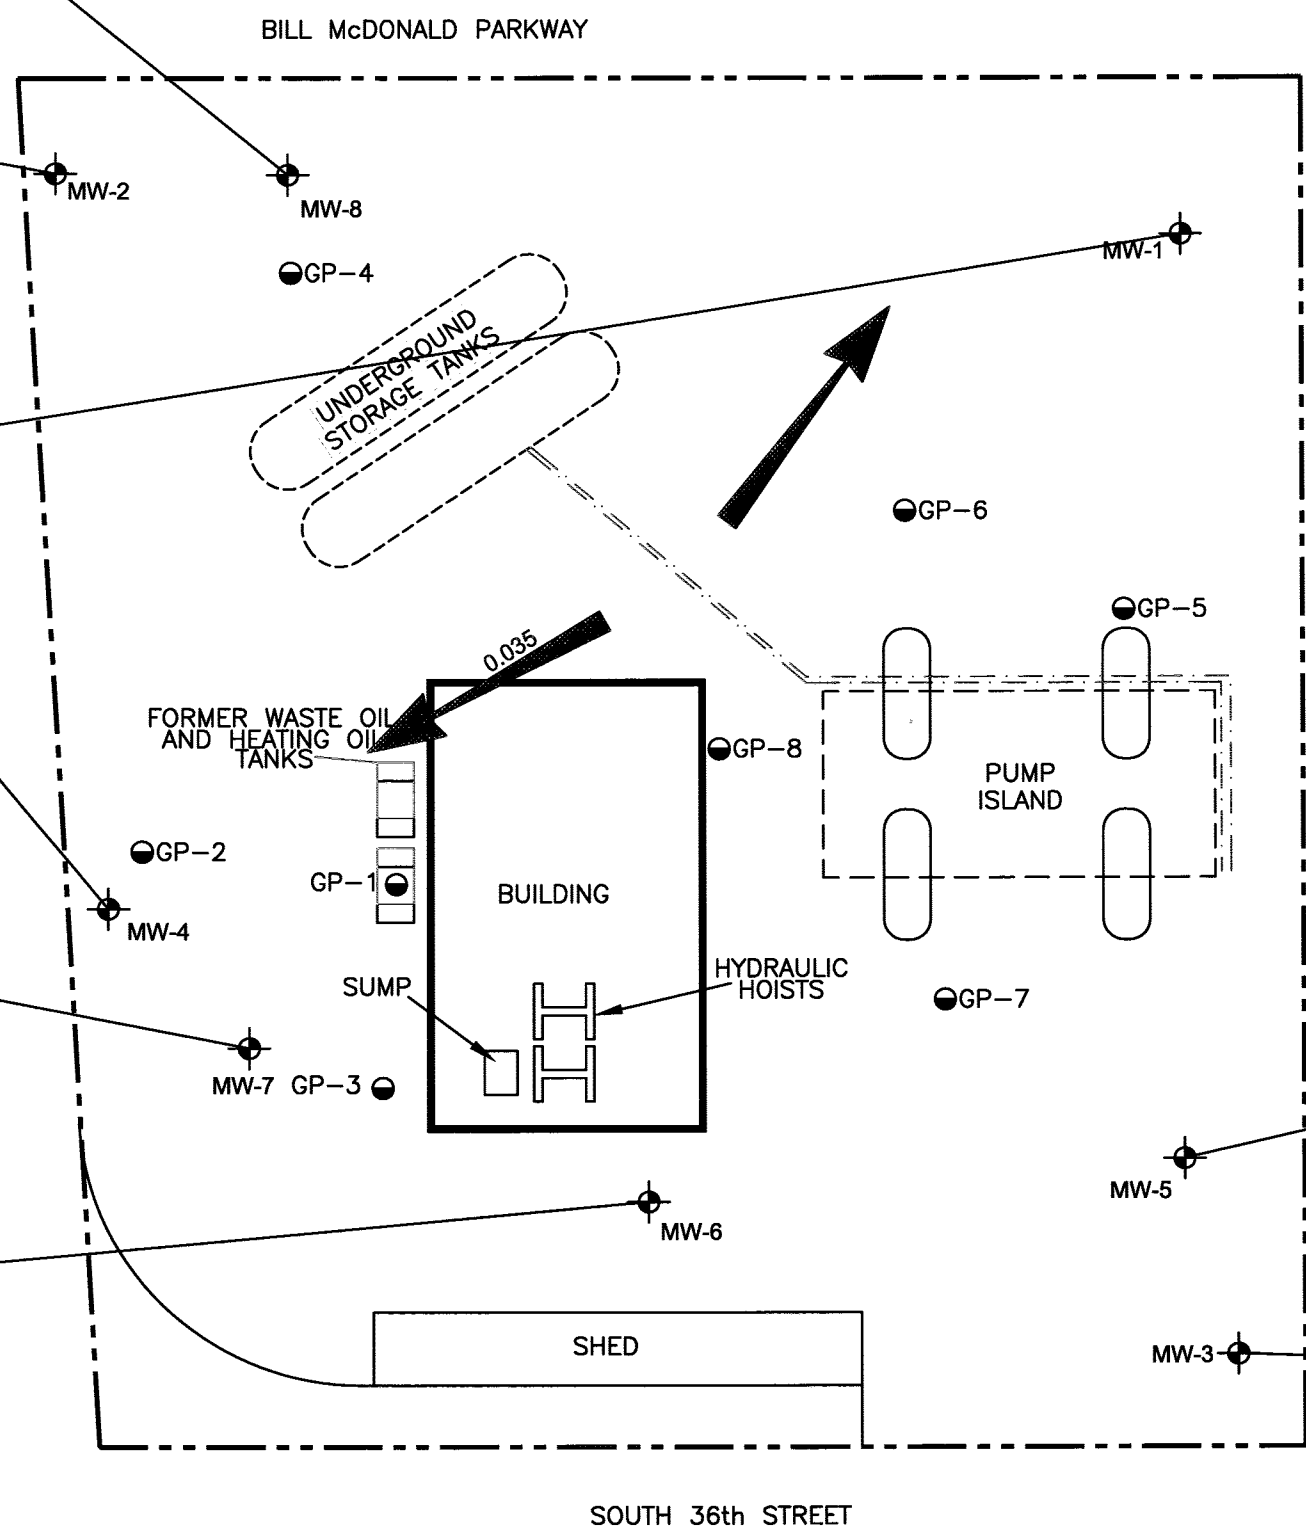 BILL McDONALD PARKWAY
MW-2
MW-8
MW-1
GP-4
UNDERGROUND
STORAGE TANKS
GP-6
GP-5
0.035
FORMER WASTE OIL
AND HEATING OIL
TANKS
GP-8
PUMP
ISLAND
GP-2
GP-1
BUILDING
MW-4
HYDRAULIC
HOISTS
SUMP
GP-7
MW-7
GP-3
MW-5
MW-6
SHED
MW-3
SOUTH 36th STREET